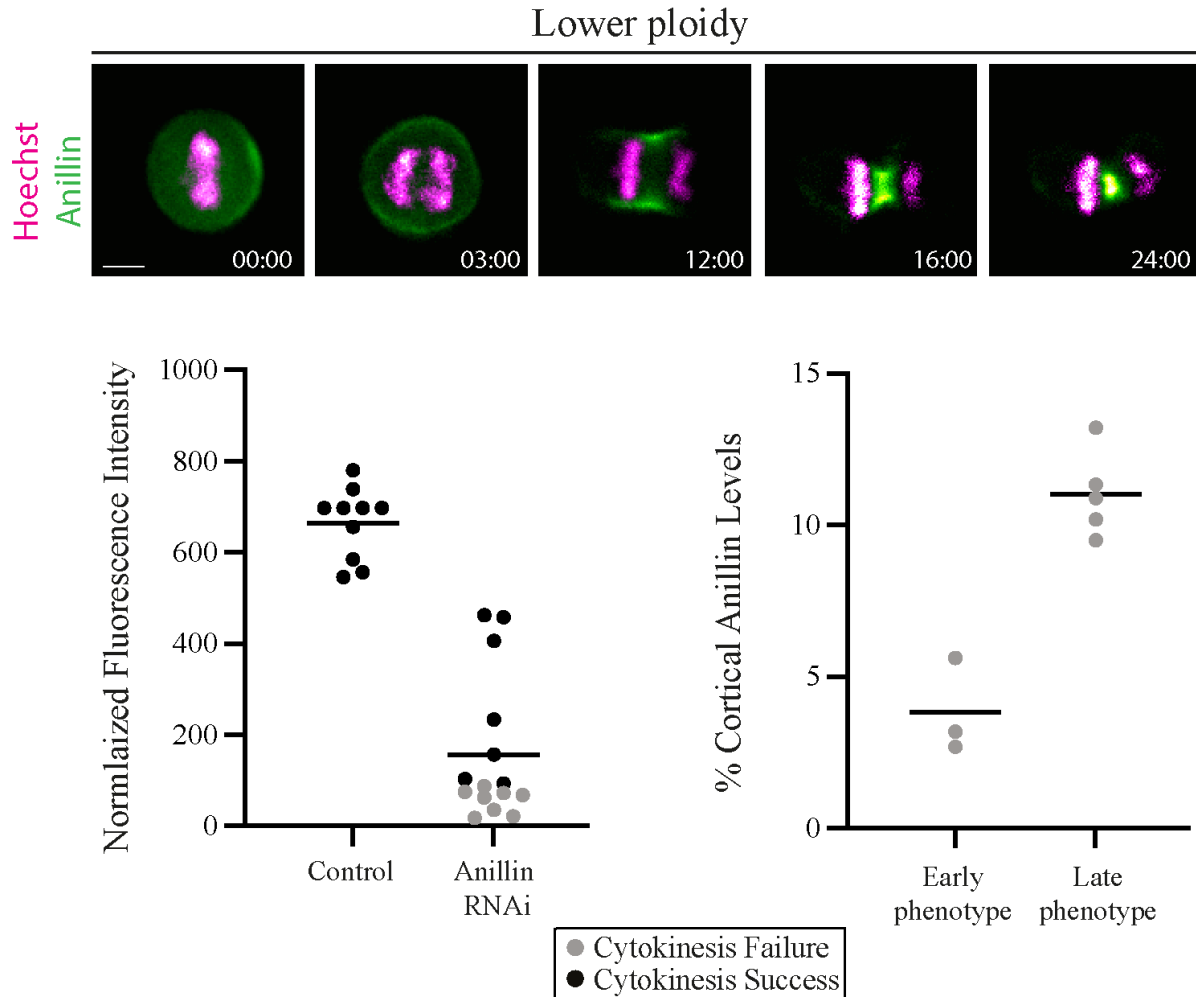 Lower ploidy
Hoechst
Anillin
00:00
03:00
12:00
16:00
24:00
Normlaized Fluorescence Intensity
1000
800
600
400
200
0
Control
Anillin
RNAi
% Cortical Anillin Levels
15
10
5
0
Early
phenotype
Late
phenotype
Cytokinesis Failure
Cytokinesis Success